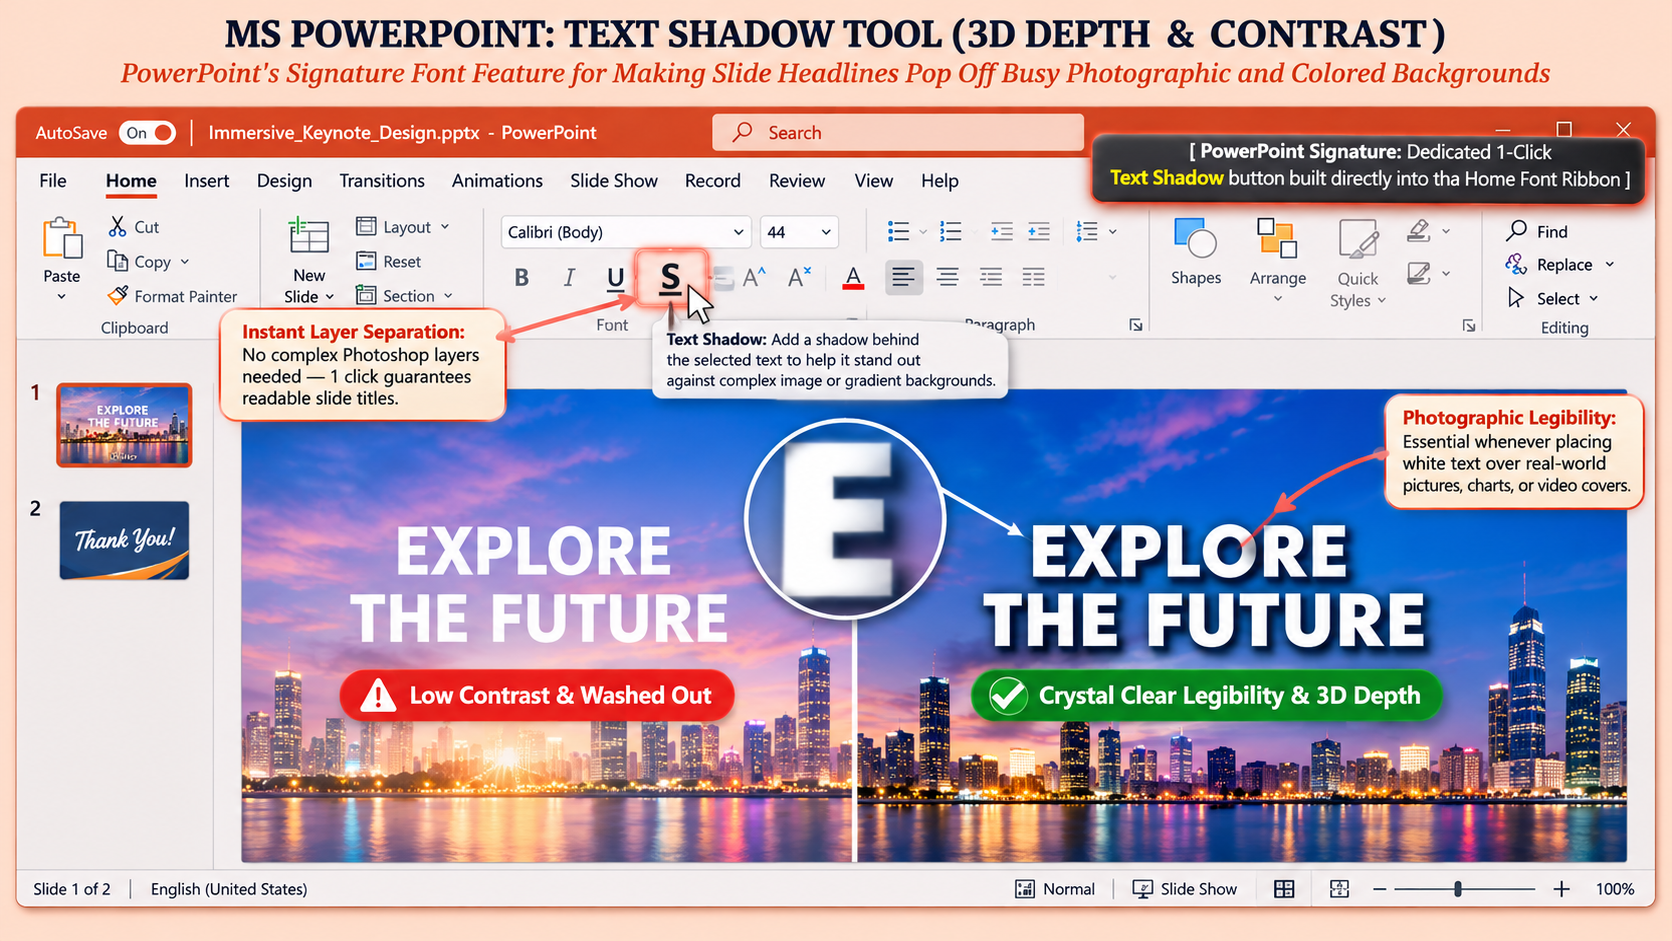 MS POWERPOINT: TEXT SHADOW TOOL (3D DEPTH & CONTRAST)
PowerPoint's Signature Font Feature for Making Slide Headlines Pop Off Busy Photographic and Colored Backgrounds
AutoSave On Immersive_Keynote_Design.pptx - PowerPoint
Search
[ PowerPoint Signature: Dedicated 1-Click
Text Shadow button built directly into tha Home Font Ribbon ]
File Home Insert Design Transitions Animations Slide Show Record Review View Help
Paste
Cut
Copy
Format Painter
Clipboard
New
Slide
Layout
Reset
Section
Calibri (Body) 44
B I U S A A A
Font
Paragraph
Shapes
Arrange
Quick
Styles
Find
Replace
Select
Editing
Instant Layer Separation:
No complex Photoshop layers
needed — 1 click guarantees
readable slide titles.
Text Shadow: Add a shadow behind
the selected text to help it stand out
against complex image or gradient backgrounds.
Photographic Legibility:
Essential whenever placing
white text over real-world
pictures, charts, or video covers.
1
EXPLORE
THE FUTURE
2
Thank You!
EXPLORE
THE FUTURE
Low Contrast & Washed Out
E
EXPLORE
THE FUTURE
Crystal Clear Legibility & 3D Depth
Slide 1 of 2 English (United States)
Normal Slide Show 100%